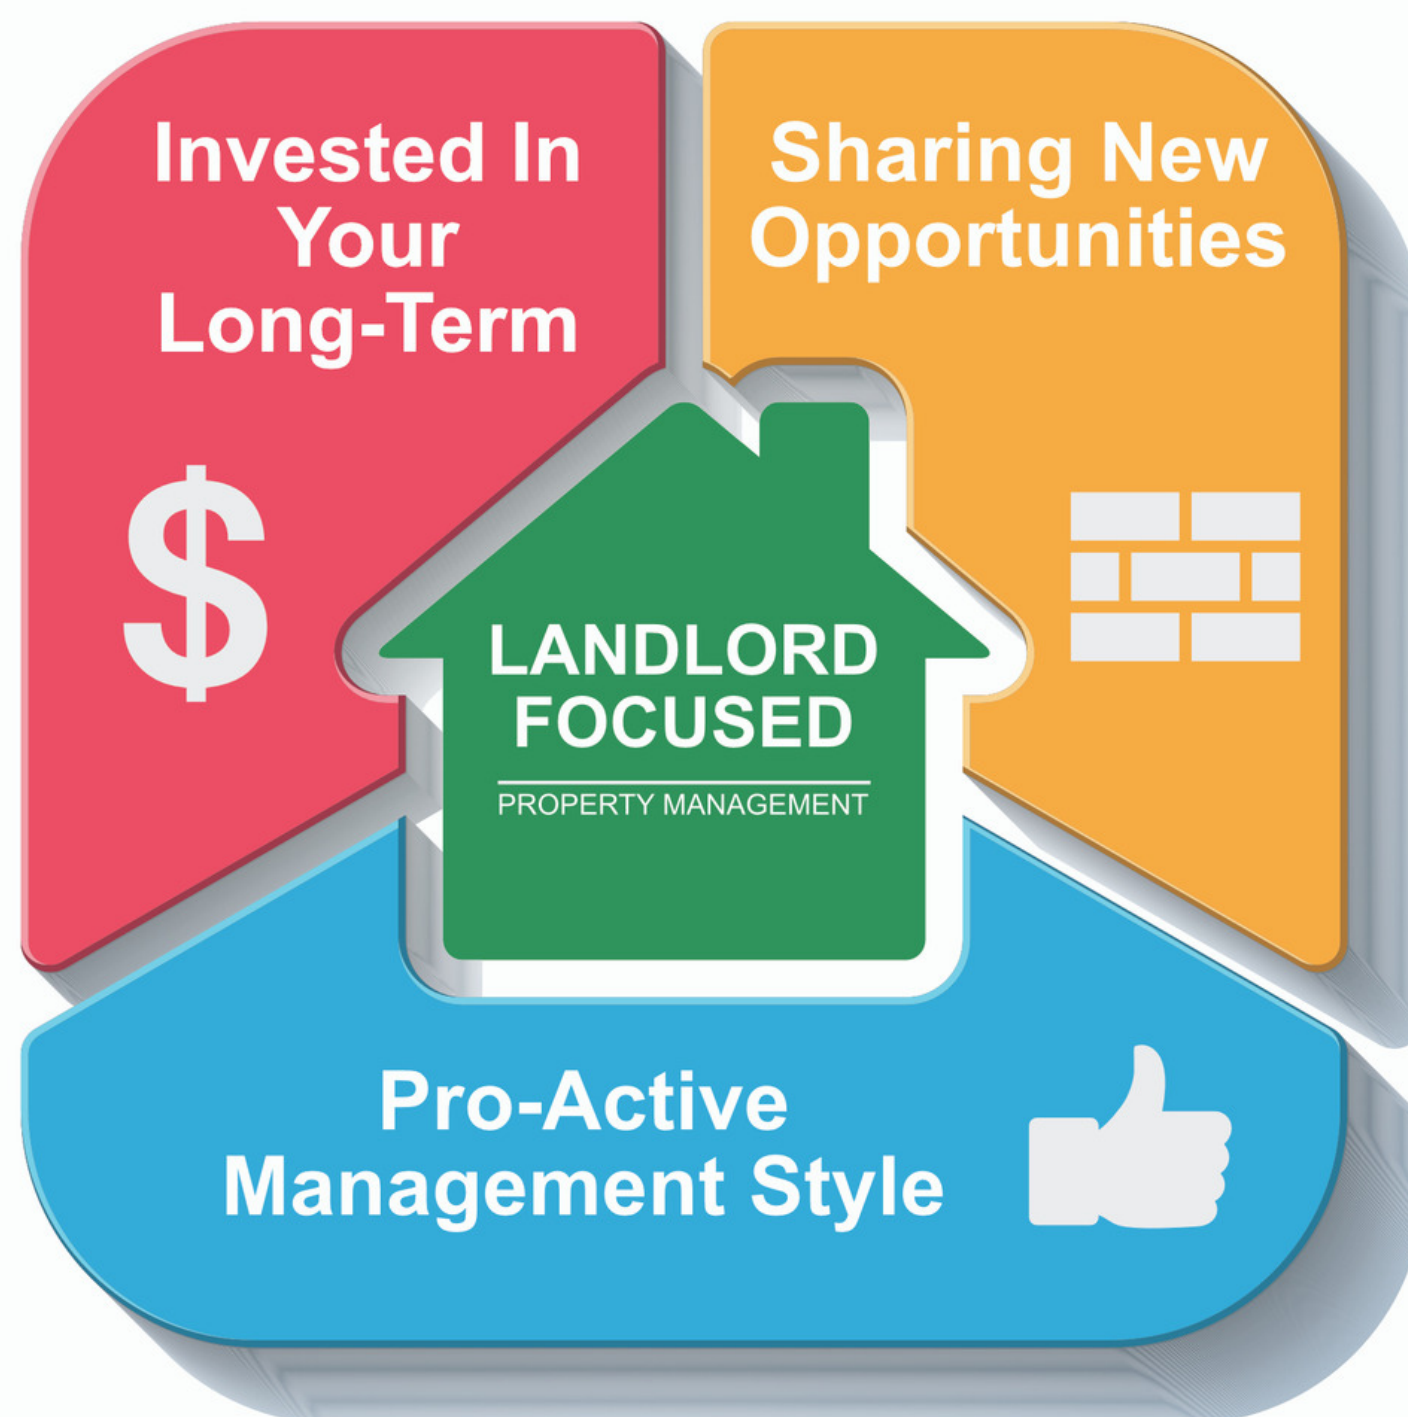 Invested In
Your
Long-Term
$
Sharing New
Opportunities
LANDLORD
FOCUSED
PROPERTY MANAGEMENT
Pro-Active
Management Style